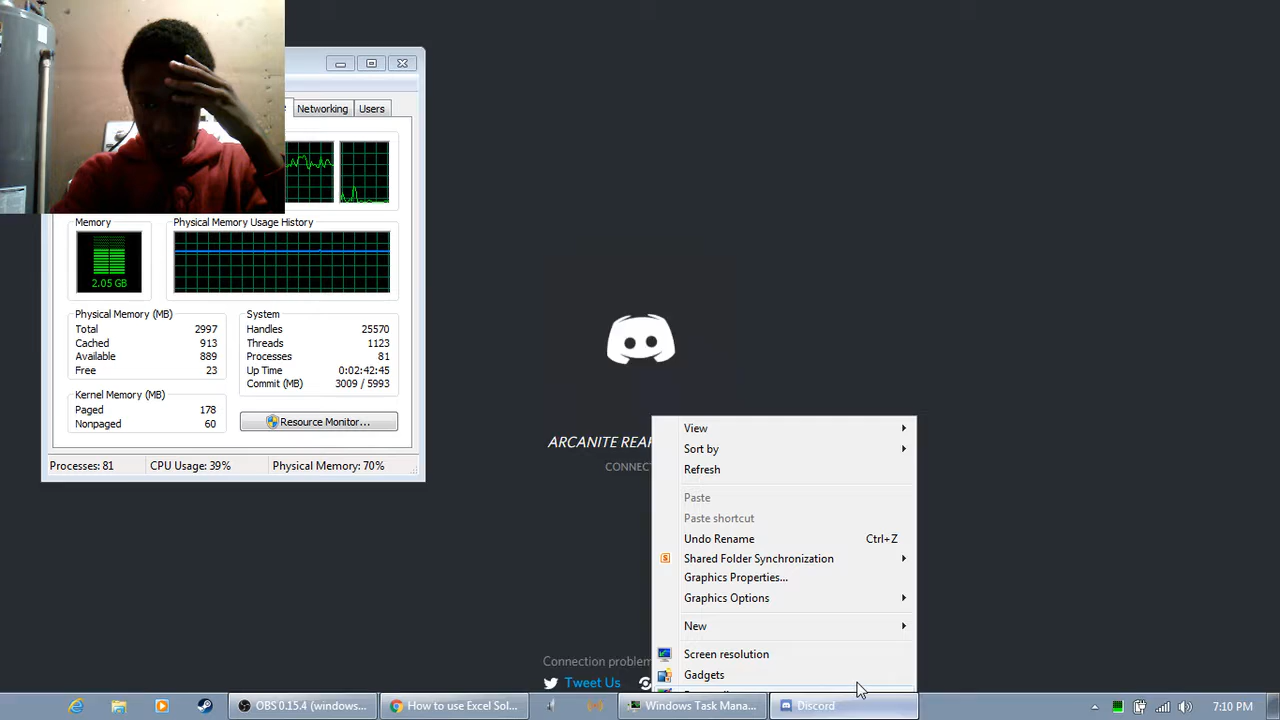 Networking Users
Memory
Physical Memory Usage History
2.05 GB
Physical Memory (MB)
Total 2997
Cached 913
Available 889
Free 23
System
Handles 25570
Threads 1123
Processes 81
Up Time 0:02:42:45
Commit (MB) 3009 / 5993
Kernel Memory (MB)
Paged 178
Nonpaged 60
Resource Monitor...
Processes: 81 CPU Usage: 39% Physical Memory: 70%
ARCANITE REA
CONNECT
View
Sort by
Refresh
Paste
Paste shortcut
Undo Rename Ctrl+Z
Shared Folder Synchronization
Graphics Properties...
Graphics Options
New
Screen resolution
Gadgets
Connection problem
Tweet Us
OBS 0.15.4 (windows... How to use Excel Sol... Windows Task Mana... Discord 7:10 PM